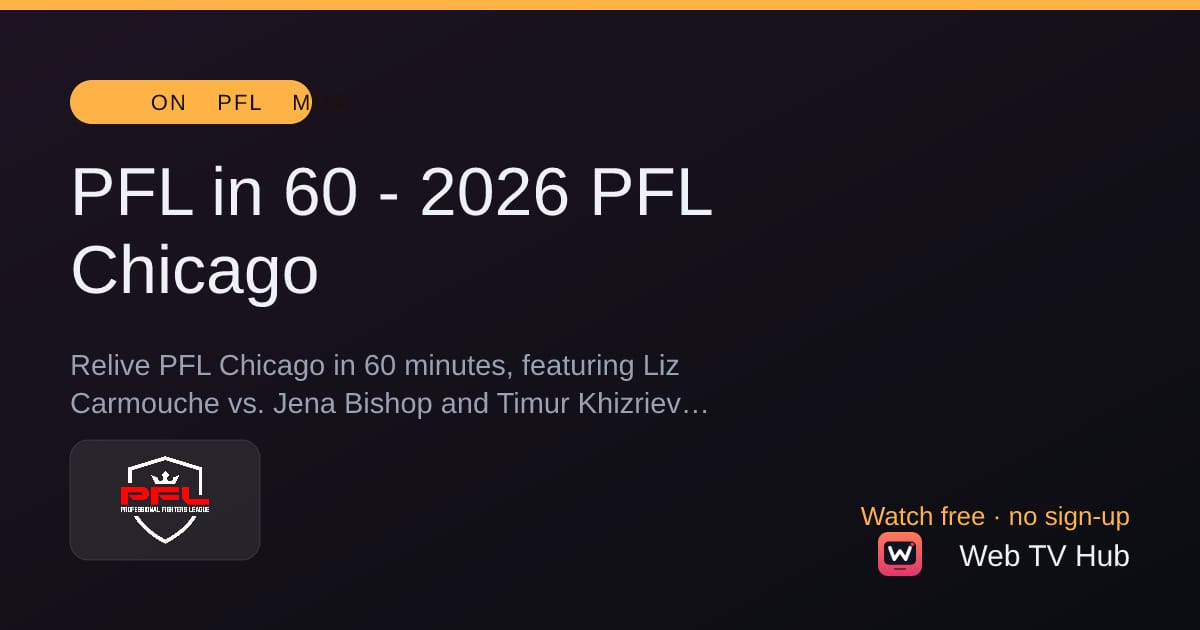 ON PFL M
PFL in 60 - 2026 PFL
Chicago
Relive PFL Chicago in 60 minutes, featuring Liz
Carmouche vs. Jena Bishop and Timur Khizriev…
PFL
PROFESSIONAL FIGHTERS LEAGUE
Watch free · no sign-up
W
Web TV Hub